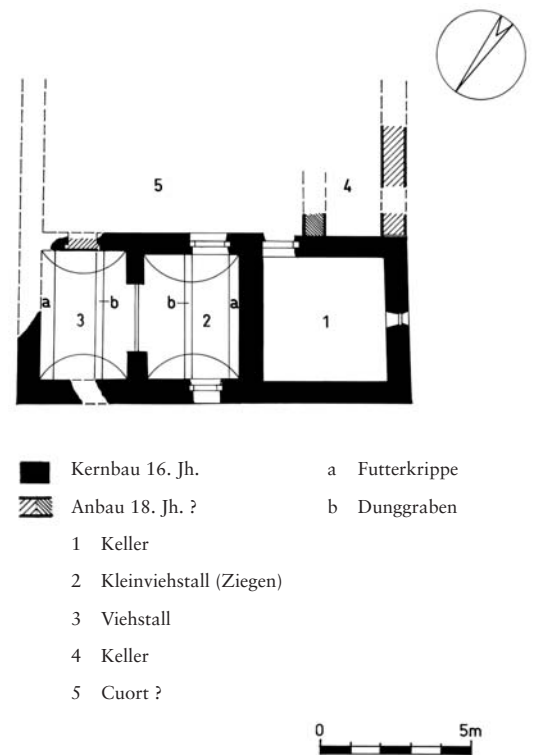 5
4
a
b
3
b
2
a
1
Kernbau 16. Jh.
a Futterkrippe
Anbau 18. Jh. ?
b Dunggraben
1 Keller
2 Kleinviehstall (Ziegen)
3 Viehstall
4 Keller
5 Cuort ?
0 5m